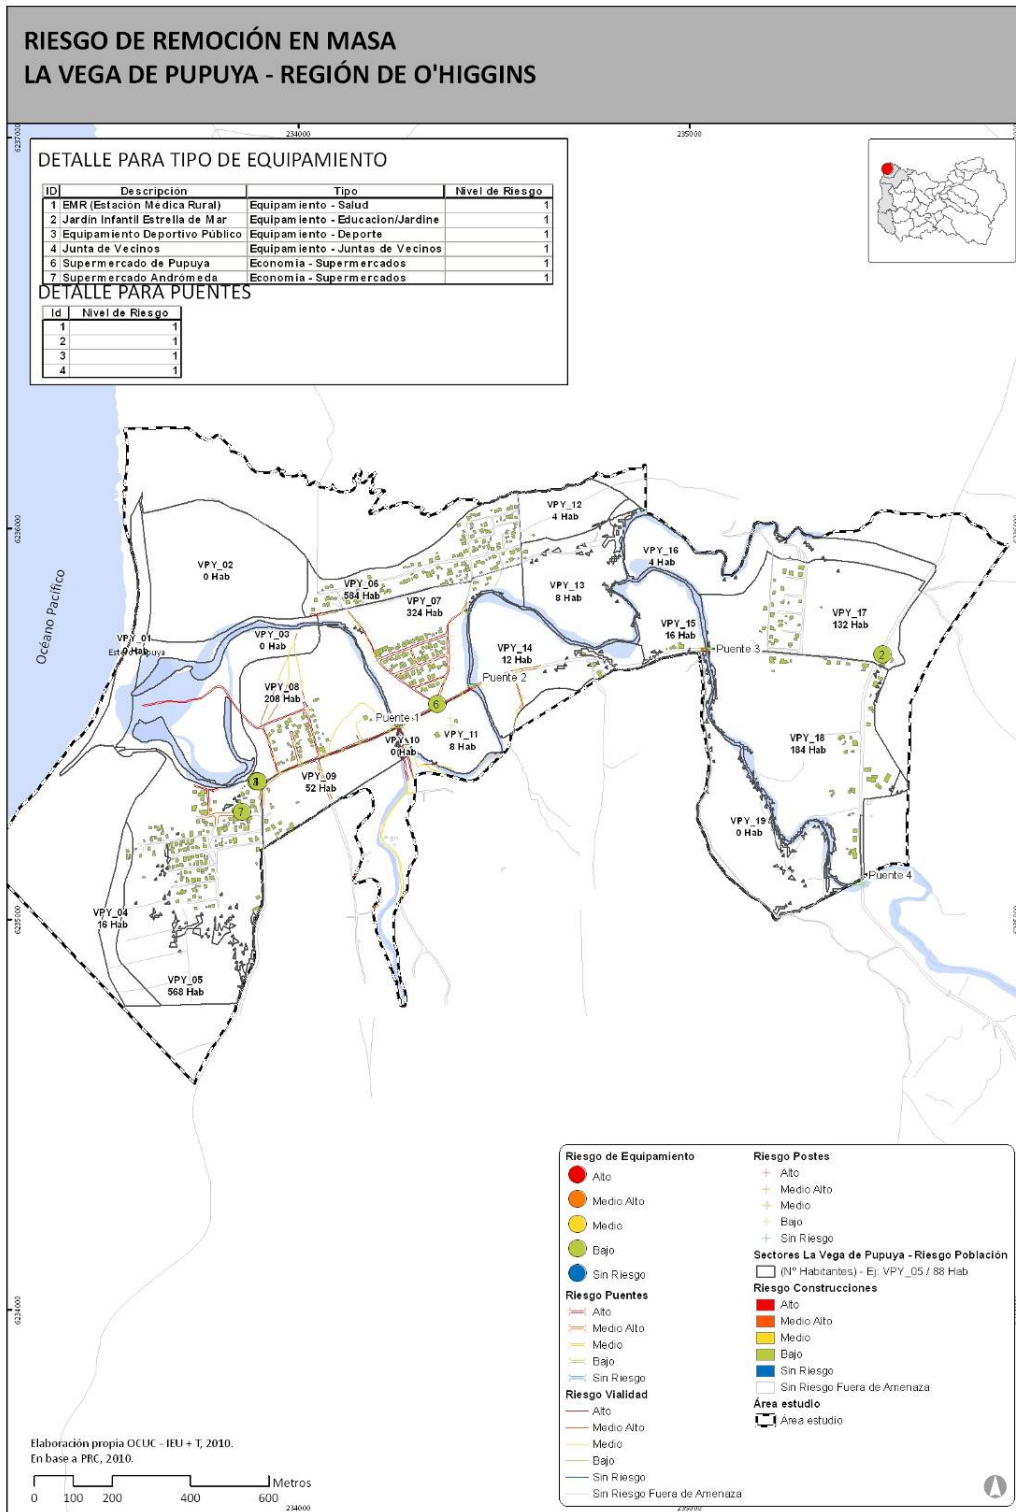 RIESGO DE REMOCIÓN EN MASA
LA VEGA DE PUPUYA - REGIÓN DE O'HIGGINS
234000
235000
6237000
DETALLE PARA TIPO DE EQUIPAMIENTO
ID Descripción Tipo Nivel de Riesgo
1 EMR (Estación Médica Rural) Equipamiento - Salud 1
2 Jardín Infantil Estrella de Mar Equipamiento - Educacion/Jardine 1
3 Equipamiento Deportivo Público Equipamiento - Deporte 1
4 Junta de Vecinos Equipamiento - Juntas de Vecinos 1
6 Supermercado de Pupuya Economia - Supermercados 1
7 Supermercado Andrómeda Economia - Supermercados 1
DETALLE PARA PUENTES
Id Nivel de Riesgo
1 1
2 1
3 1
4 1
6236000
Océano Pacífico
VPY_12
4 Hab
VPY_16
4 Hab
VPY_02
0 Hab
VPY_06
584 Hab
VPY_13
8 Hab
VPY_07
324 Hab
VPY_17
132 Hab
VPY_15
16 Hab
VPY_01
0 Hab
VPY_03
0 Hab
Puente 3
2
VPY_14
12 Hab
Puente 2
VPY_08
208 Hab
6
Puente 1
VPY_10
0 Hab
VPY_11
8 Hab
VPY_18
184 Hab
VPY_09
52 Hab
7
VPY_19
0 Hab
Puente 4
VPY_04
16 Hab
6235000
VPY_05
568 Hab
6234000
Riesgo de Equipamiento
Alto
Medio Alto
Medio
Bajo
Sin Riesgo
Riesgo Puentes
Alto
Medio Alto
Medio
Bajo
Sin Riesgo
Riesgo Vialidad
Alto
Medio Alto
Medio
Bajo
Sin Riesgo
Sin Riesgo Fuera de Amenaza
Riesgo Postes
Alto
Medio Alto
Medio
Bajo
Sin Riesgo
Sectores La Vega de Pupuya - Riesgo Población
(N° Habitantes) - Ej: VPY_05 / 88 Hab
Riesgo Construcciones
Alto
Medio Alto
Medio
Bajo
Sin Riesgo
Sin Riesgo Fuera de Amenaza
Área estudio
Área estudio
Elaboración propia OCUC - IEU + T, 2010.
En base a PRC, 2010.
0 100 200 400 600 Metros
234000